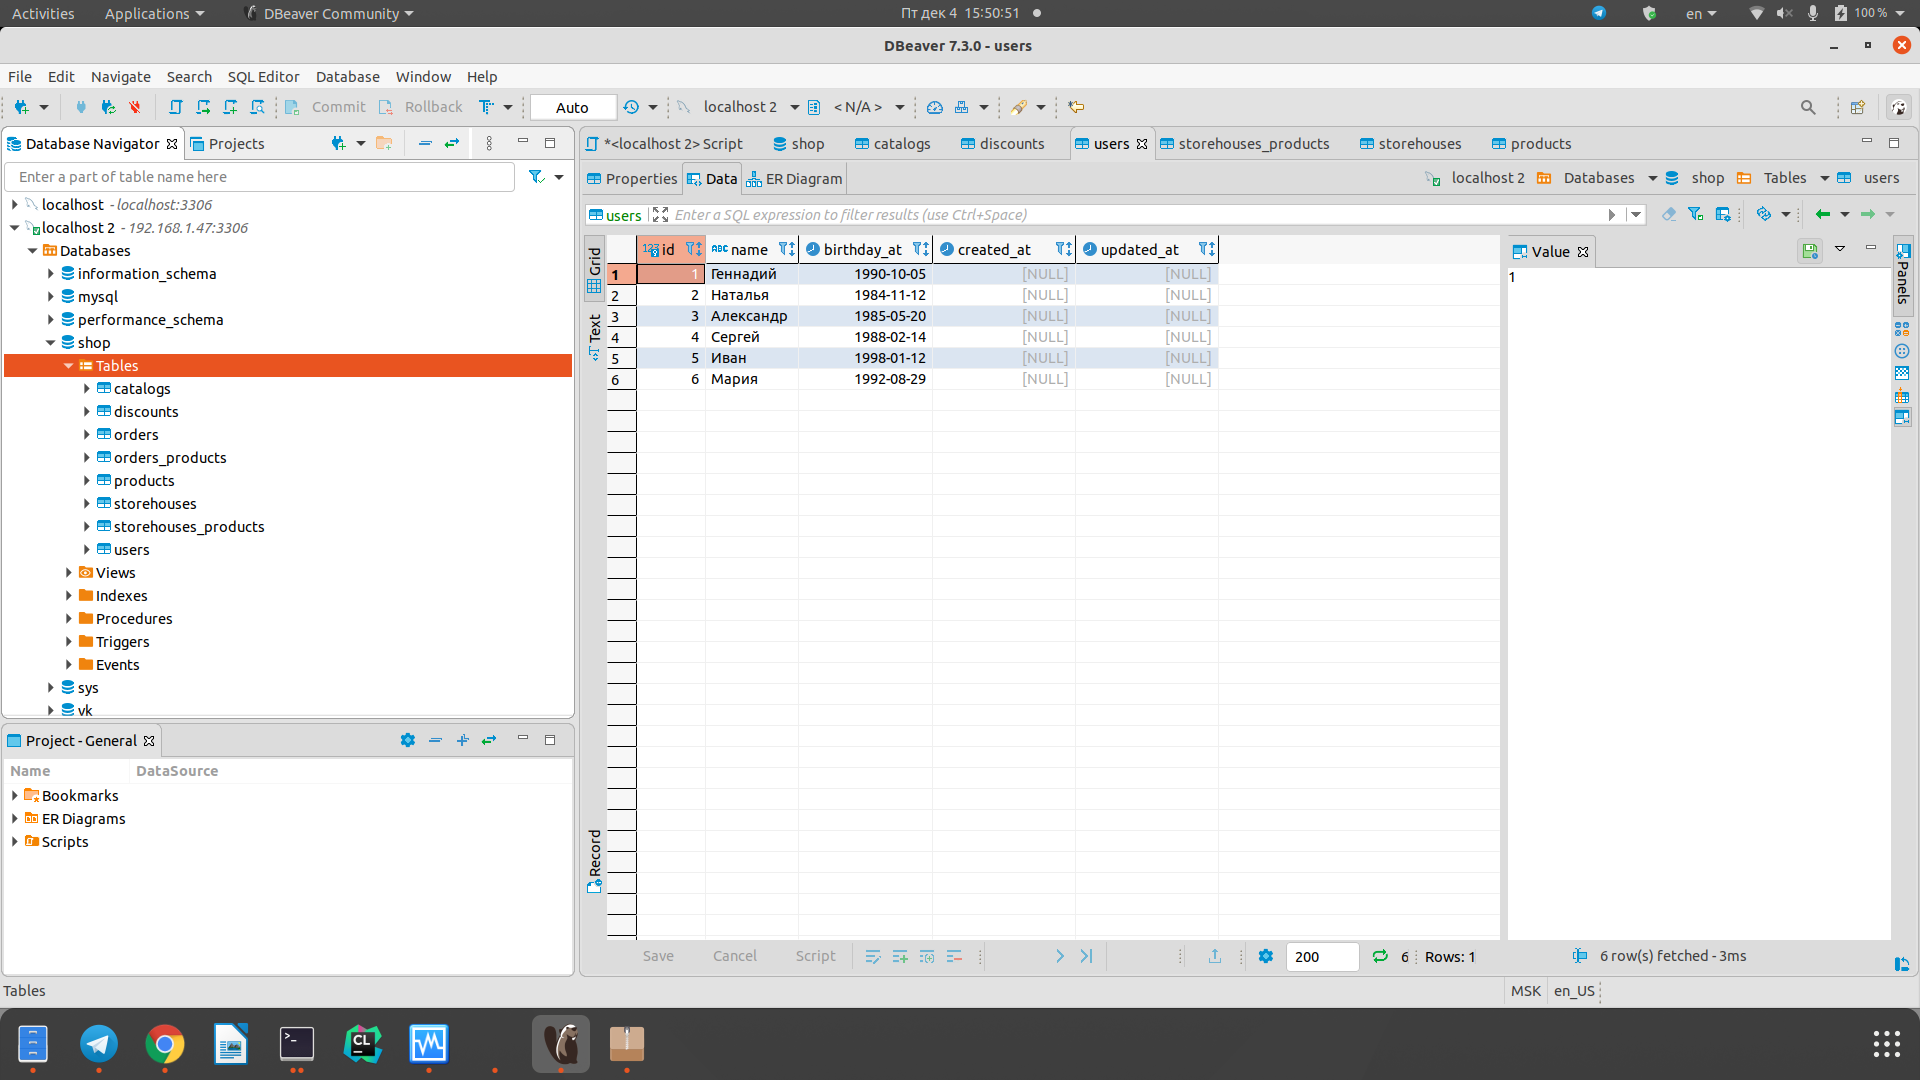 Activities Applications DBeaver Community Пт дек 4 15:50:51 en 100 %
DBeaver 7.3.0 - users
File Edit Navigate Search SQL Editor Database Window Help
Commit Rollback Auto localhost 2 < N/A >
Database Navigator Projects
Enter a part of table name here
localhost - localhost:3306
localhost 2 - 192.168.1.47:3306
Databases
information_schema
mysql
performance_schema
shop
Tables
catalogs
discounts
orders
orders_products
products
storehouses
storehouses_products
users
Views
Indexes
Procedures
Triggers
Events
sys
vk
Project - General
Name DataSource
Bookmarks
ER Diagrams
Scripts
*<localhost 2> Script shop catalogs discounts users storehouses_products storehouses products
Properties Data ER Diagram localhost 2 Databases shop Tables users
users Enter a SQL expression to filter results (use Ctrl+Space)
Grid
Text
Record
123 id ABC name birthday_at created_at updated_at
1 1 Геннадий 1990-10-05 [NULL] [NULL]
2 2 Наталья 1984-11-12 [NULL] [NULL]
3 3 Александр 1985-05-20 [NULL] [NULL]
4 4 Сергей 1988-02-14 [NULL] [NULL]
5 5 Иван 1998-01-12 [NULL] [NULL]
6 6 Мария 1992-08-29 [NULL] [NULL]
Value
1
Panels
Save Cancel Script 200 6 Rows: 1 6 row(s) fetched - 3ms
Tables MSK en_US
CL